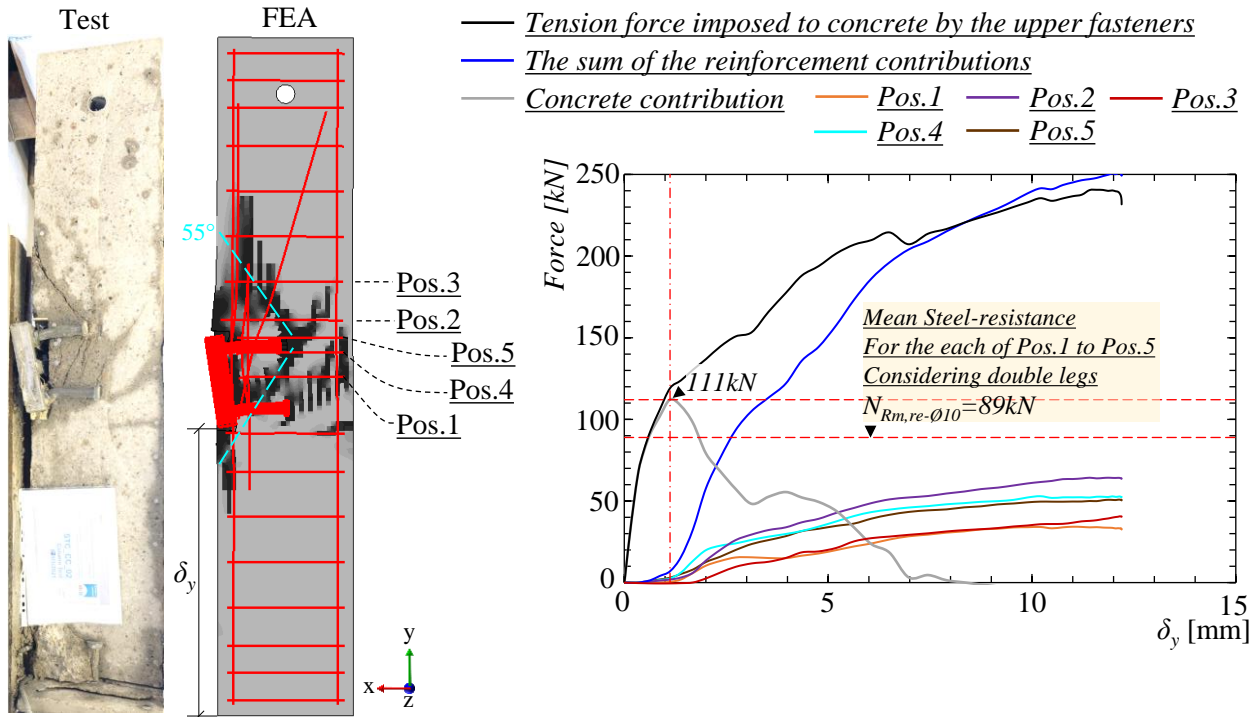 Test
FEA
55°
Pos.3
Pos.2
Pos.5
Pos.4
Pos.1
δy
y
x
z
Tension force imposed to concrete by the upper fasteners
The sum of the reinforcement contributions
Concrete contribution
Pos.1
Pos.2
Pos.3
Pos.4
Pos.5
Force [kN]
250
200
150
100
50
0
Mean Steel-resistance
For the each of Pos.1 to Pos.5
Considering double legs
N_Rm,re-Ø10=89kN
111kN
0
5
10
15
δy [mm]